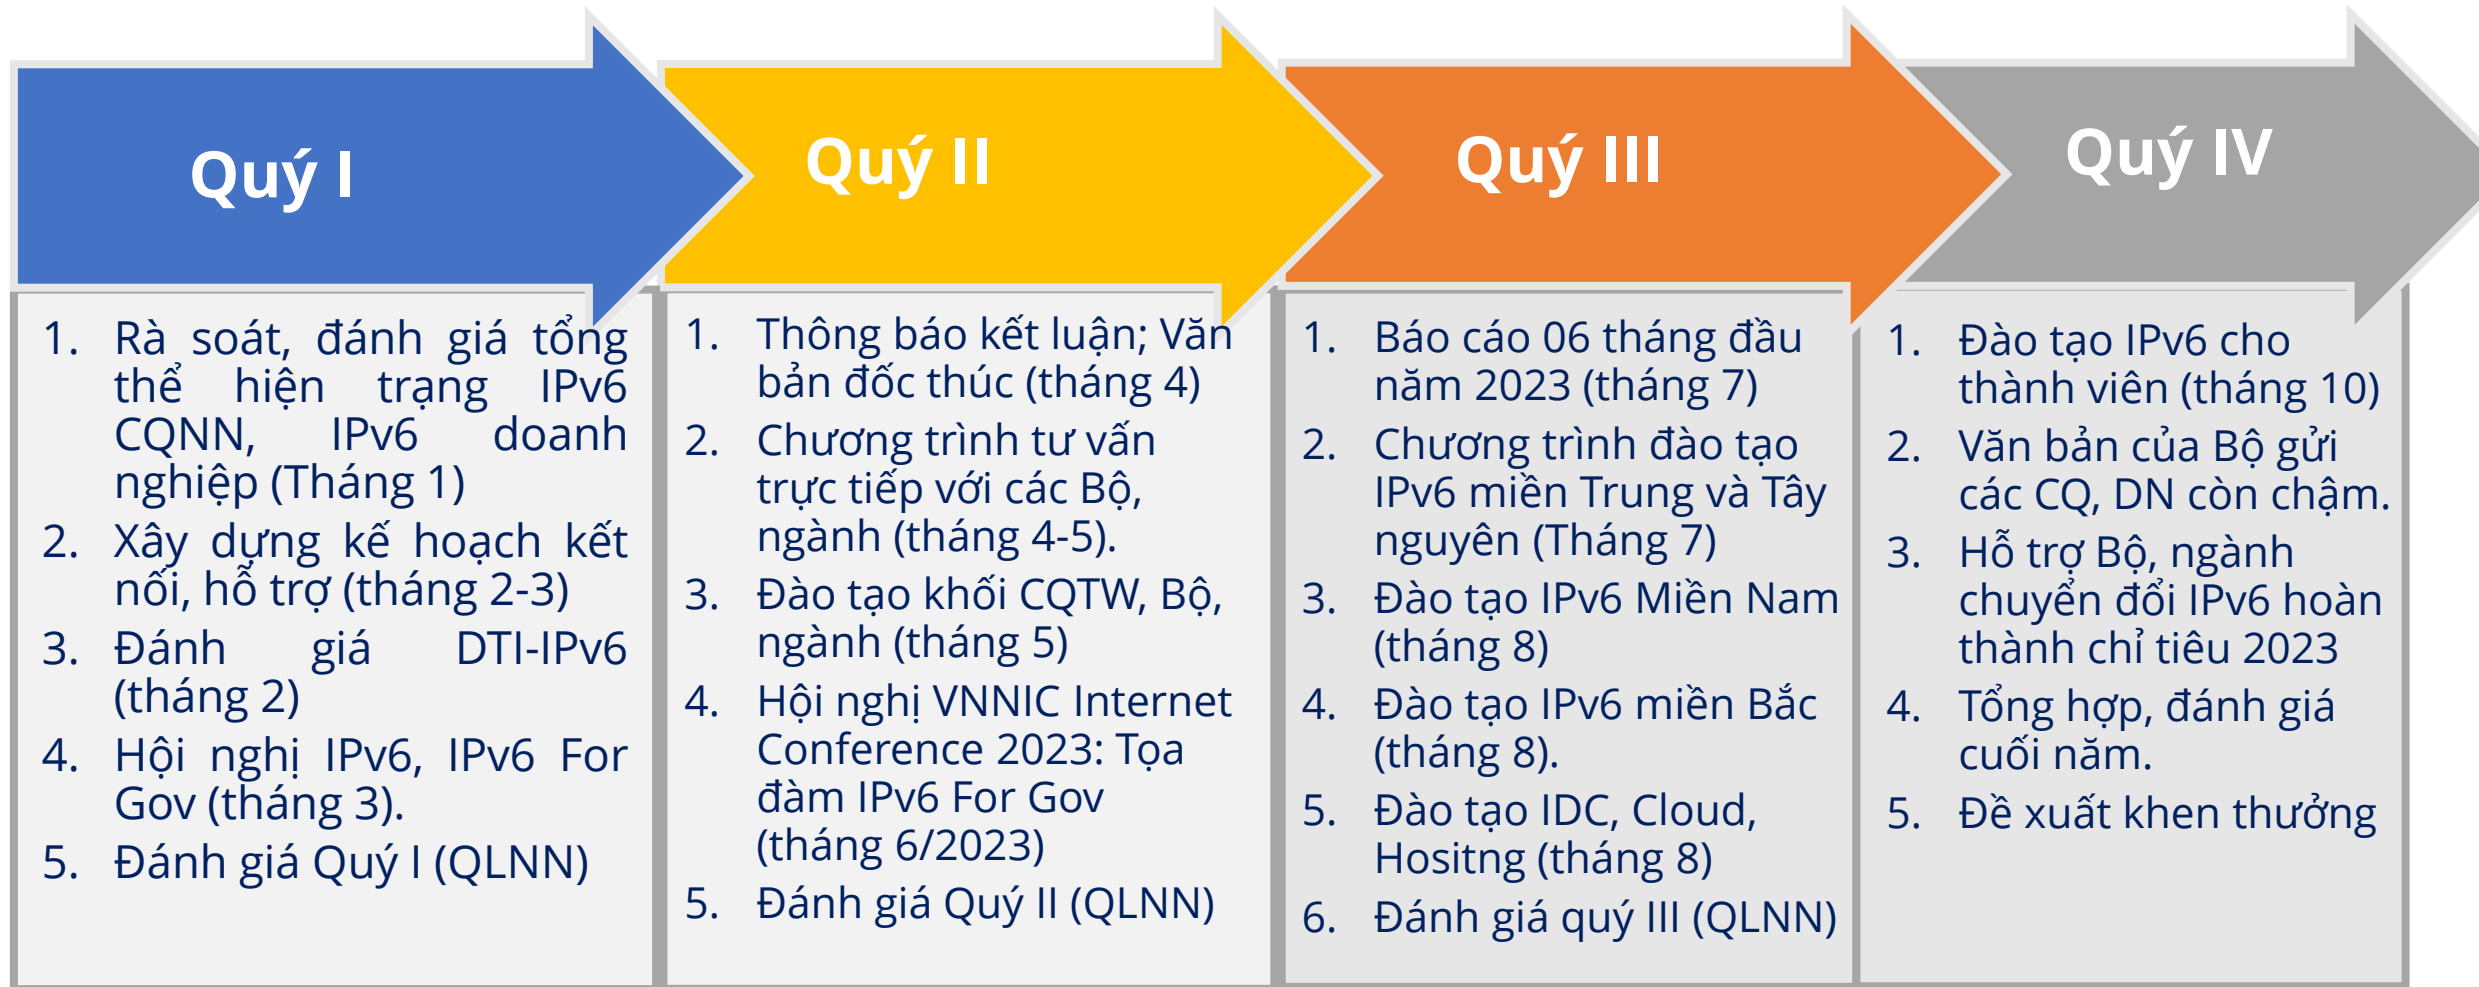 Quý I
1. Rà soát, đánh giá tổng
thể hiện trạng IPv6
CQNN, IPv6 doanh
nghiệp (Tháng 1)
2. Xây dựng kế hoạch kết
nối, hỗ trợ (tháng 2-3)
3. Đánh giá DTI-IPv6
(tháng 2)
4. Hội nghị IPv6, IPv6 For
Gov (tháng 3).
5. Đánh giá Quý I (QLNN)
Quý II
1. Thông báo kết luận; Văn
bản đốc thúc (tháng 4)
2. Chương trình tư vấn
trực tiếp với các Bộ,
ngành (tháng 4-5).
3. Đào tạo khối CQTW, Bộ,
ngành (tháng 5)
4. Hội nghị VNNIC Internet
Conference 2023: Tọa
đàm IPv6 For Gov
(tháng 6/2023)
5. Đánh giá Quý II (QLNN)
Quý III
1. Báo cáo 06 tháng đầu
năm 2023 (tháng 7)
2. Chương trình đào tạo
IPv6 miền Trung và Tây
nguyên (Tháng 7)
3. Đào tạo IPv6 Miền Nam
(tháng 8)
4. Đào tạo IPv6 miền Bắc
(tháng 8).
5. Đào tạo IDC, Cloud,
Hositng (tháng 8)
6. Đánh giá quý III (QLNN)
Quý IV
1. Đào tạo IPv6 cho
thành viên (tháng 10)
2. Văn bản của Bộ gửi
các CQ, DN còn chậm.
3. Hỗ trợ Bộ, ngành
chuyển đổi IPv6 hoàn
thành chỉ tiêu 2023
4. Tổng hợp, đánh giá
cuối năm.
5. Đề xuất khen thưởng